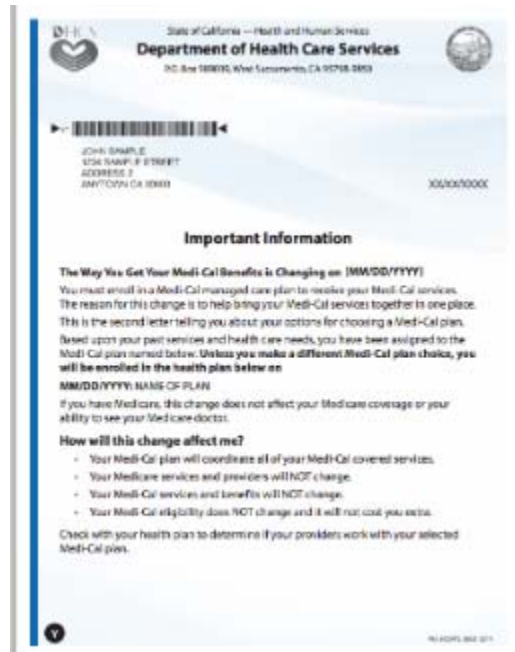 DHCS
State of California — Health and Human Services
Department of Health Care Services
P.O. Box West Sacramento, CA
JOHN SAMPLE
1234 SAMPLE STREET
ADDRESS 2
ANYTOWN CA
XX/XX/XXXX
Important Information
The Way You Get Your Medi-Cal Benefits is Changing on [MM/DD/YYYY]
You must enroll in a Medi-Cal managed care plan to receive your Medi-Cal services.
The reason for this change is to help bring your Medi-Cal services together in one place.
This is the second letter telling you about your options for choosing a Medi-Cal plan.
Based upon your past services and health care needs, you have been assigned to the
Medi-Cal plan named below. Unless you make a different Medi-Cal plan choice, you
will be enrolled in the health plan below on
MM/DD/YYYY: NAME OF PLAN
If you have Medicare, this change does not affect your Medicare coverage or your
ability to see your Medicare doctor.
How will this change affect me?
- Your Medi-Cal plan will coordinate all of your Medi-Cal covered services.
- Your Medicare services and providers will NOT change.
- Your Medi-Cal services and benefits will NOT change.
- Your Medi-Cal eligibility does NOT change and it will not cost you extra.
Check with your health plan to determine if your providers work with your selected
Medi-Cal plan.
Y